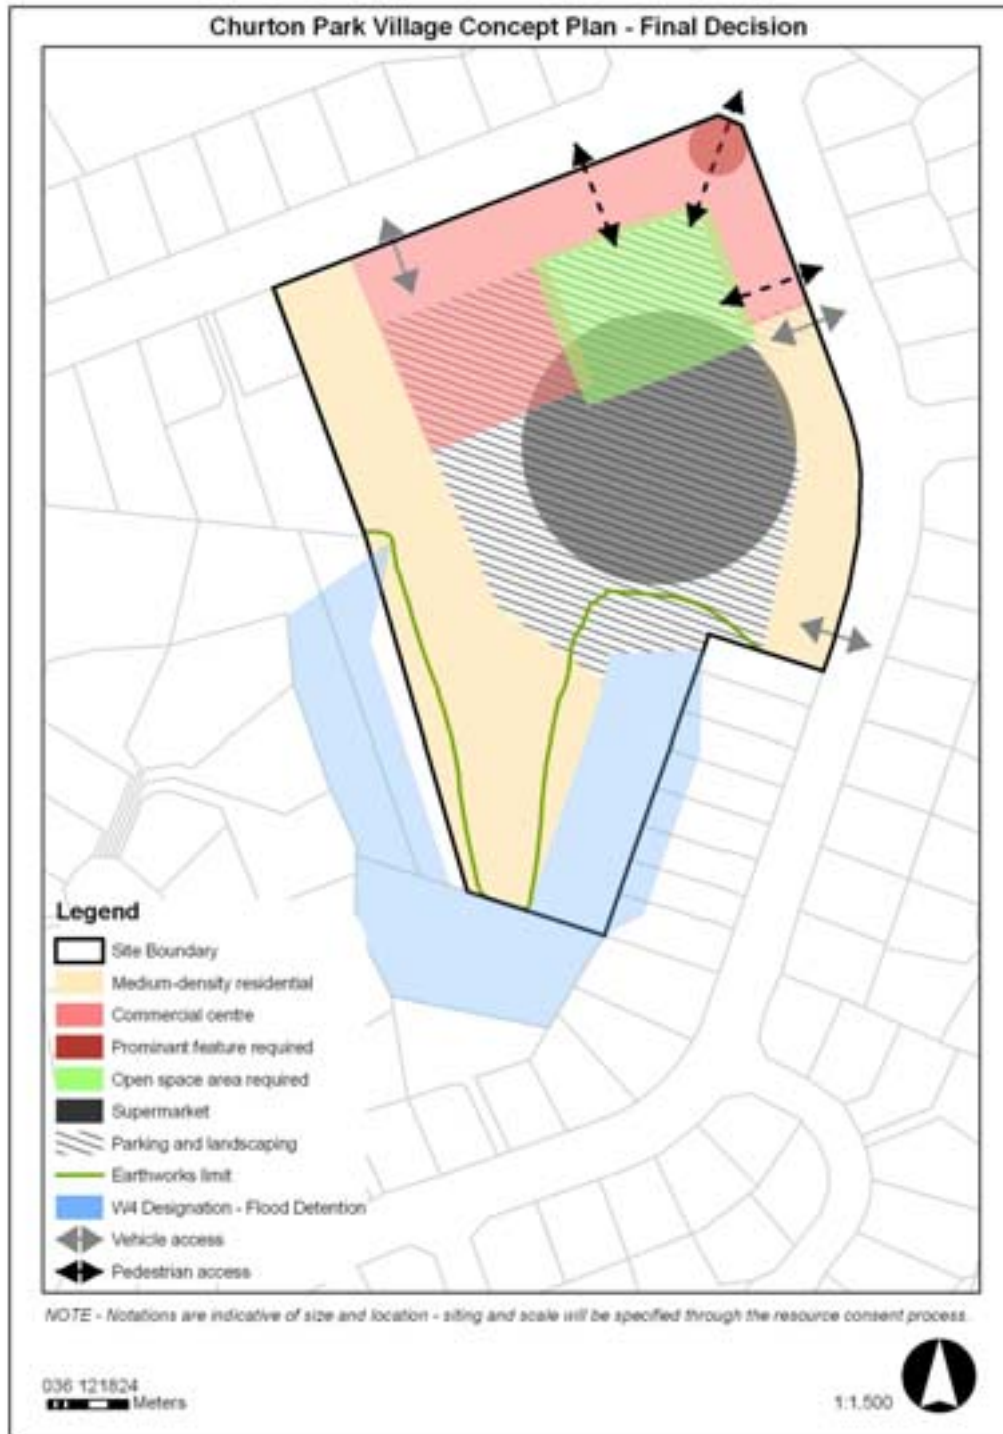 Churton Park Village Concept Plan - Final Decision
Legend
Site Boundary
Medium-density residential
Commercial centre
Prominant feature required
Open space area required
Supermarket
Parking and landscaping
Earthworks limit
W4 Designation - Flood Detention
Vehicle access
Pedestrian access
NOTE - Notations are indicative of size and location - siting and scale will be specified through the resource consent process.
036 121824
Meters
1:1,500